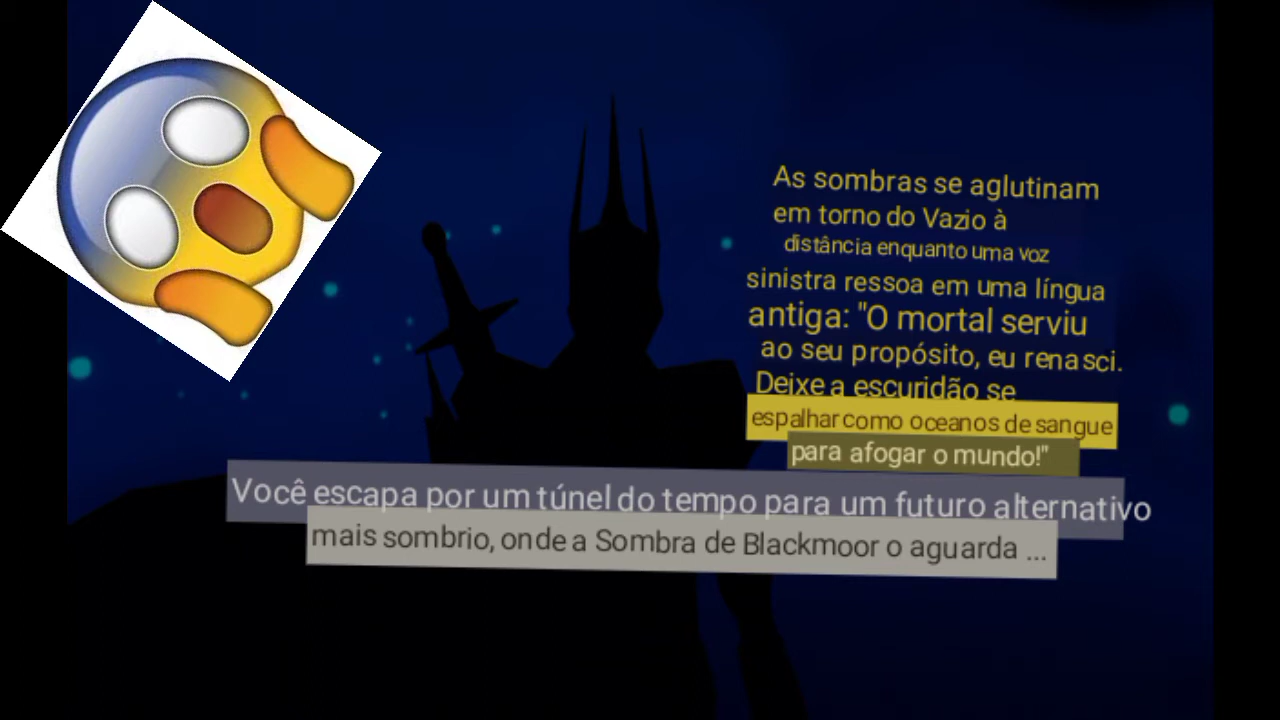 As sombras se aglutinam
em torno do Vazio à
distância enquanto uma voz
sinistra ressoa em uma língua
antiga: "O mortal serviu
ao seu propósito, eu renasci.
Deixe a escuridão se
espalhar como oceanos de sangue
para afogar o mundo!"
Você escapa por um túnel do tempo para um futuro alternativo
mais sombrio, onde a Sombra de Blackmoor o aguarda ...